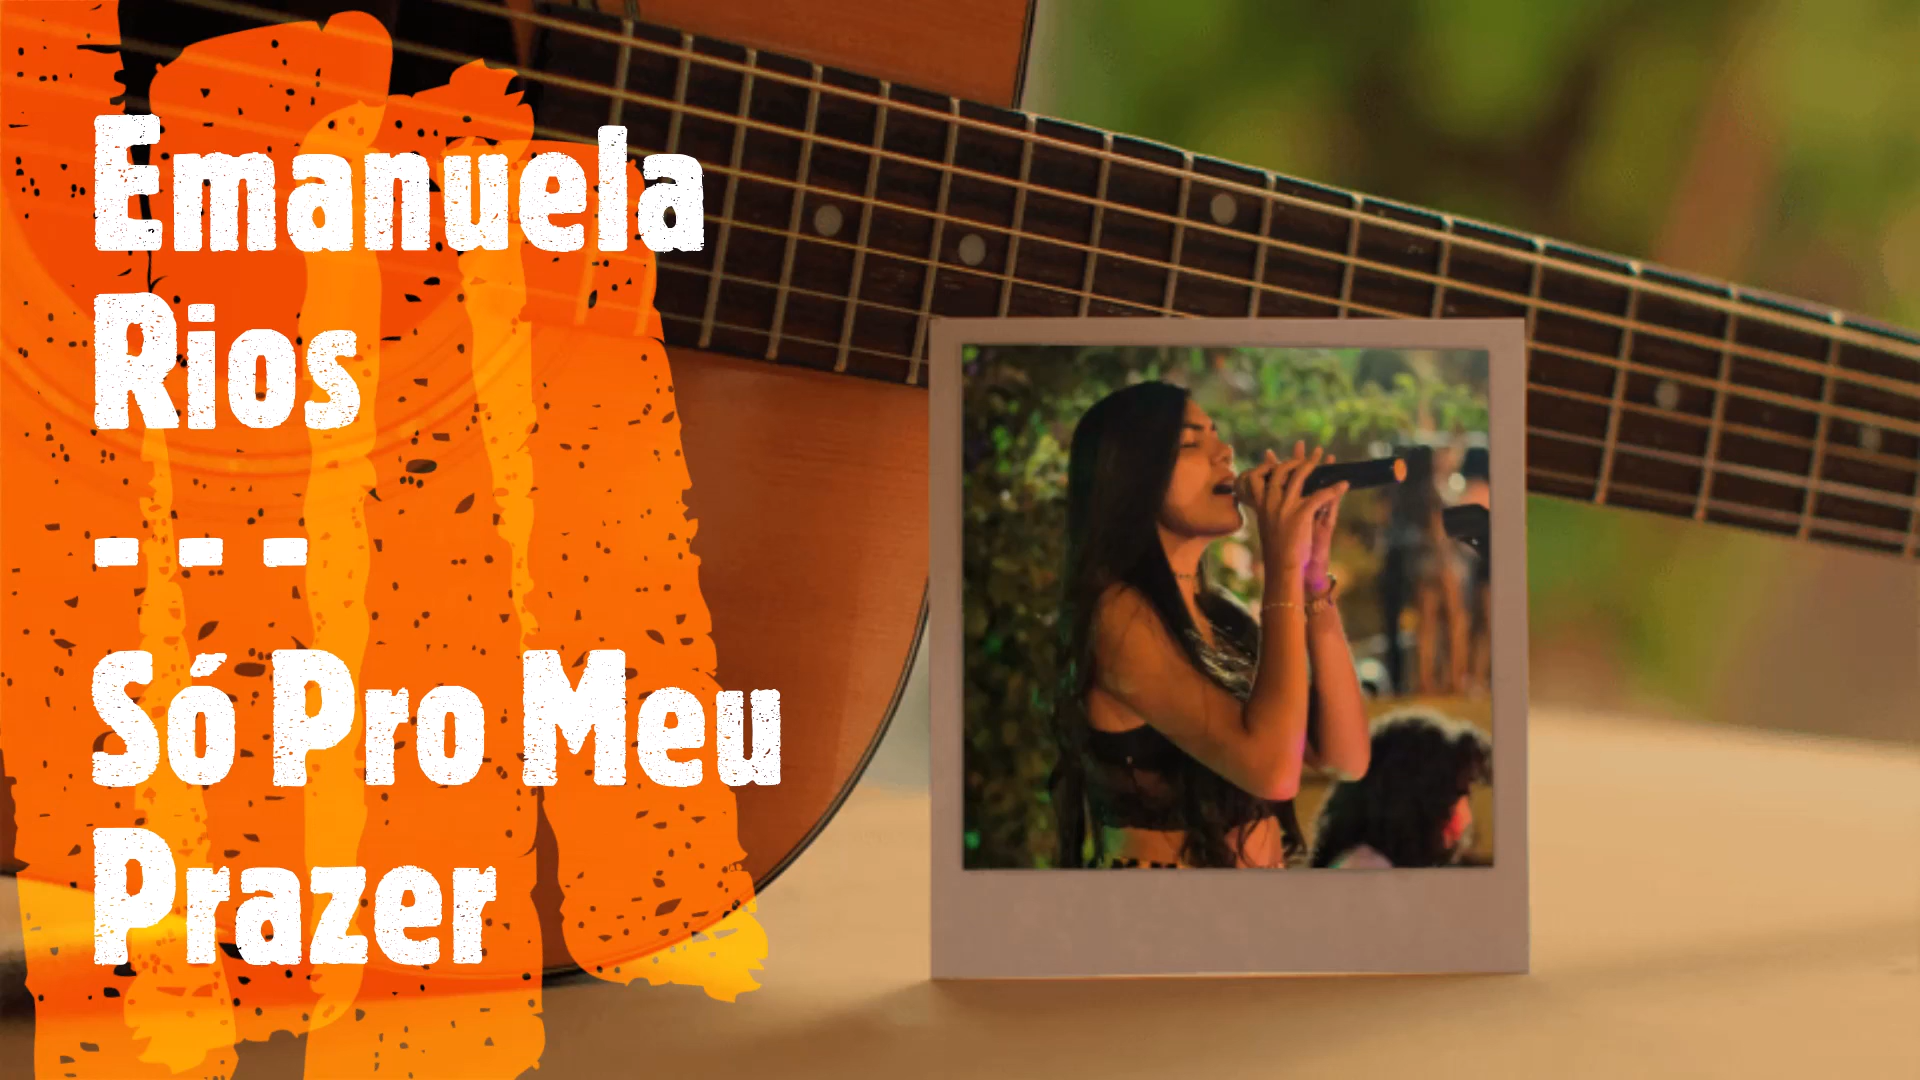 Emanuela
Rios
- - -
Só Pro Meu
Prazer